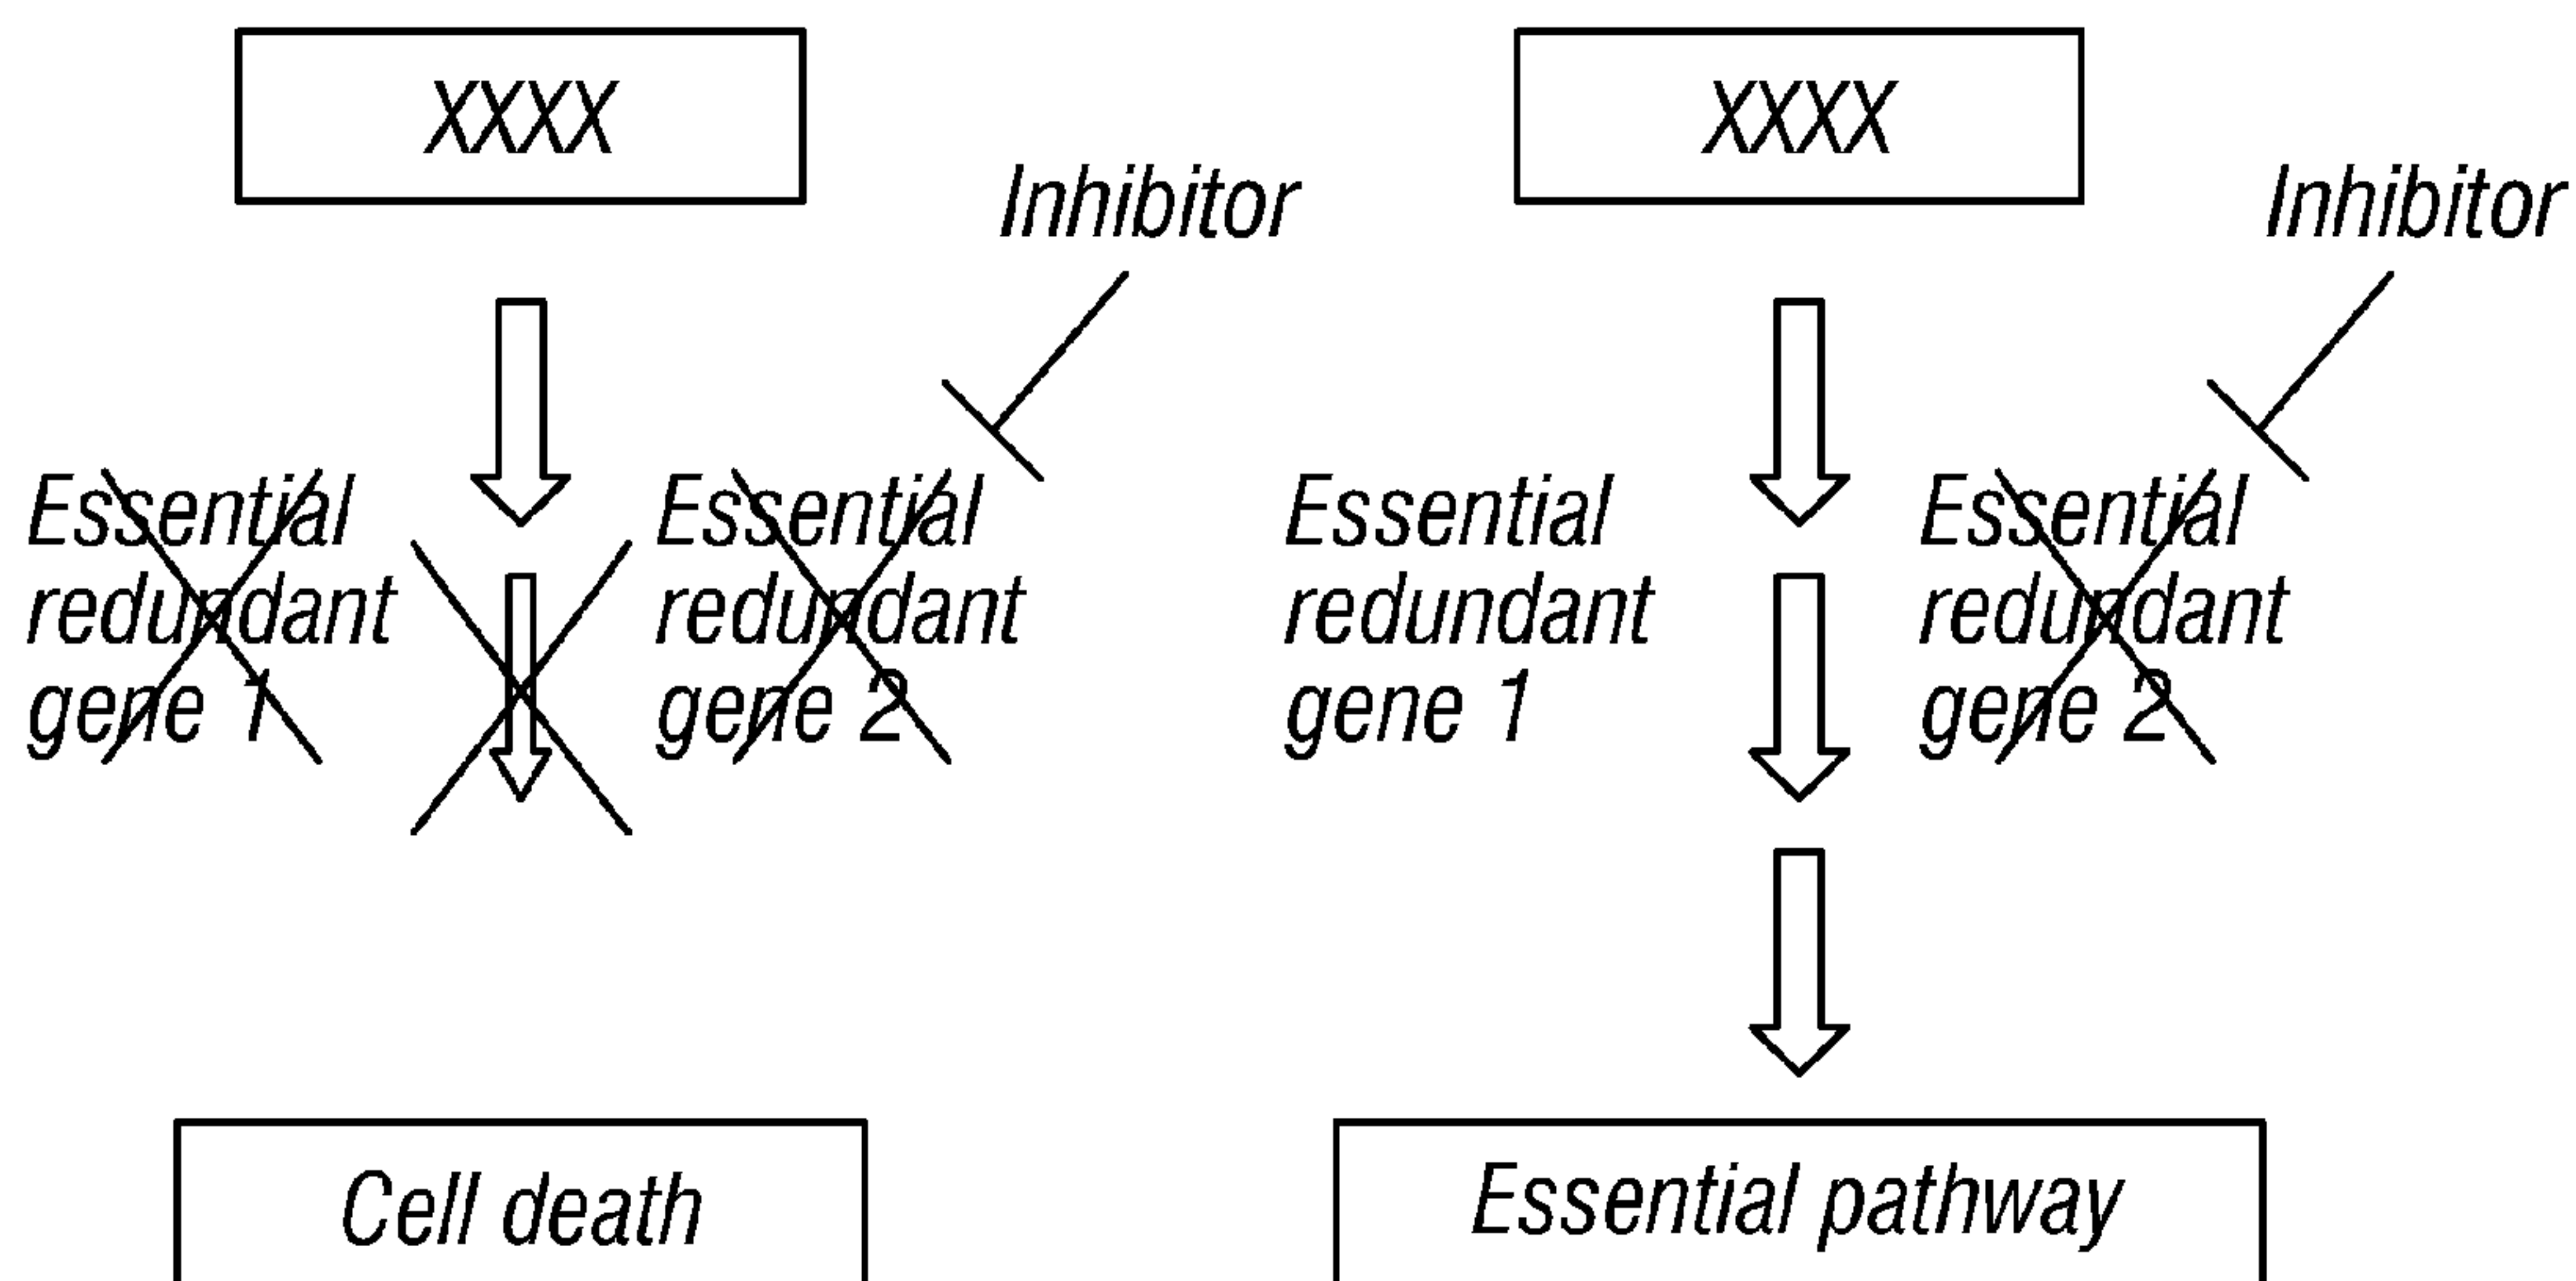 XXXX
Inhibitor
Essential
redundant
gene 1
Essential
redundant
gene 2
Cell death
XXXX
Inhibitor
Essential
redundant
gene 1
Essential
redundant
gene 2
Essential pathway